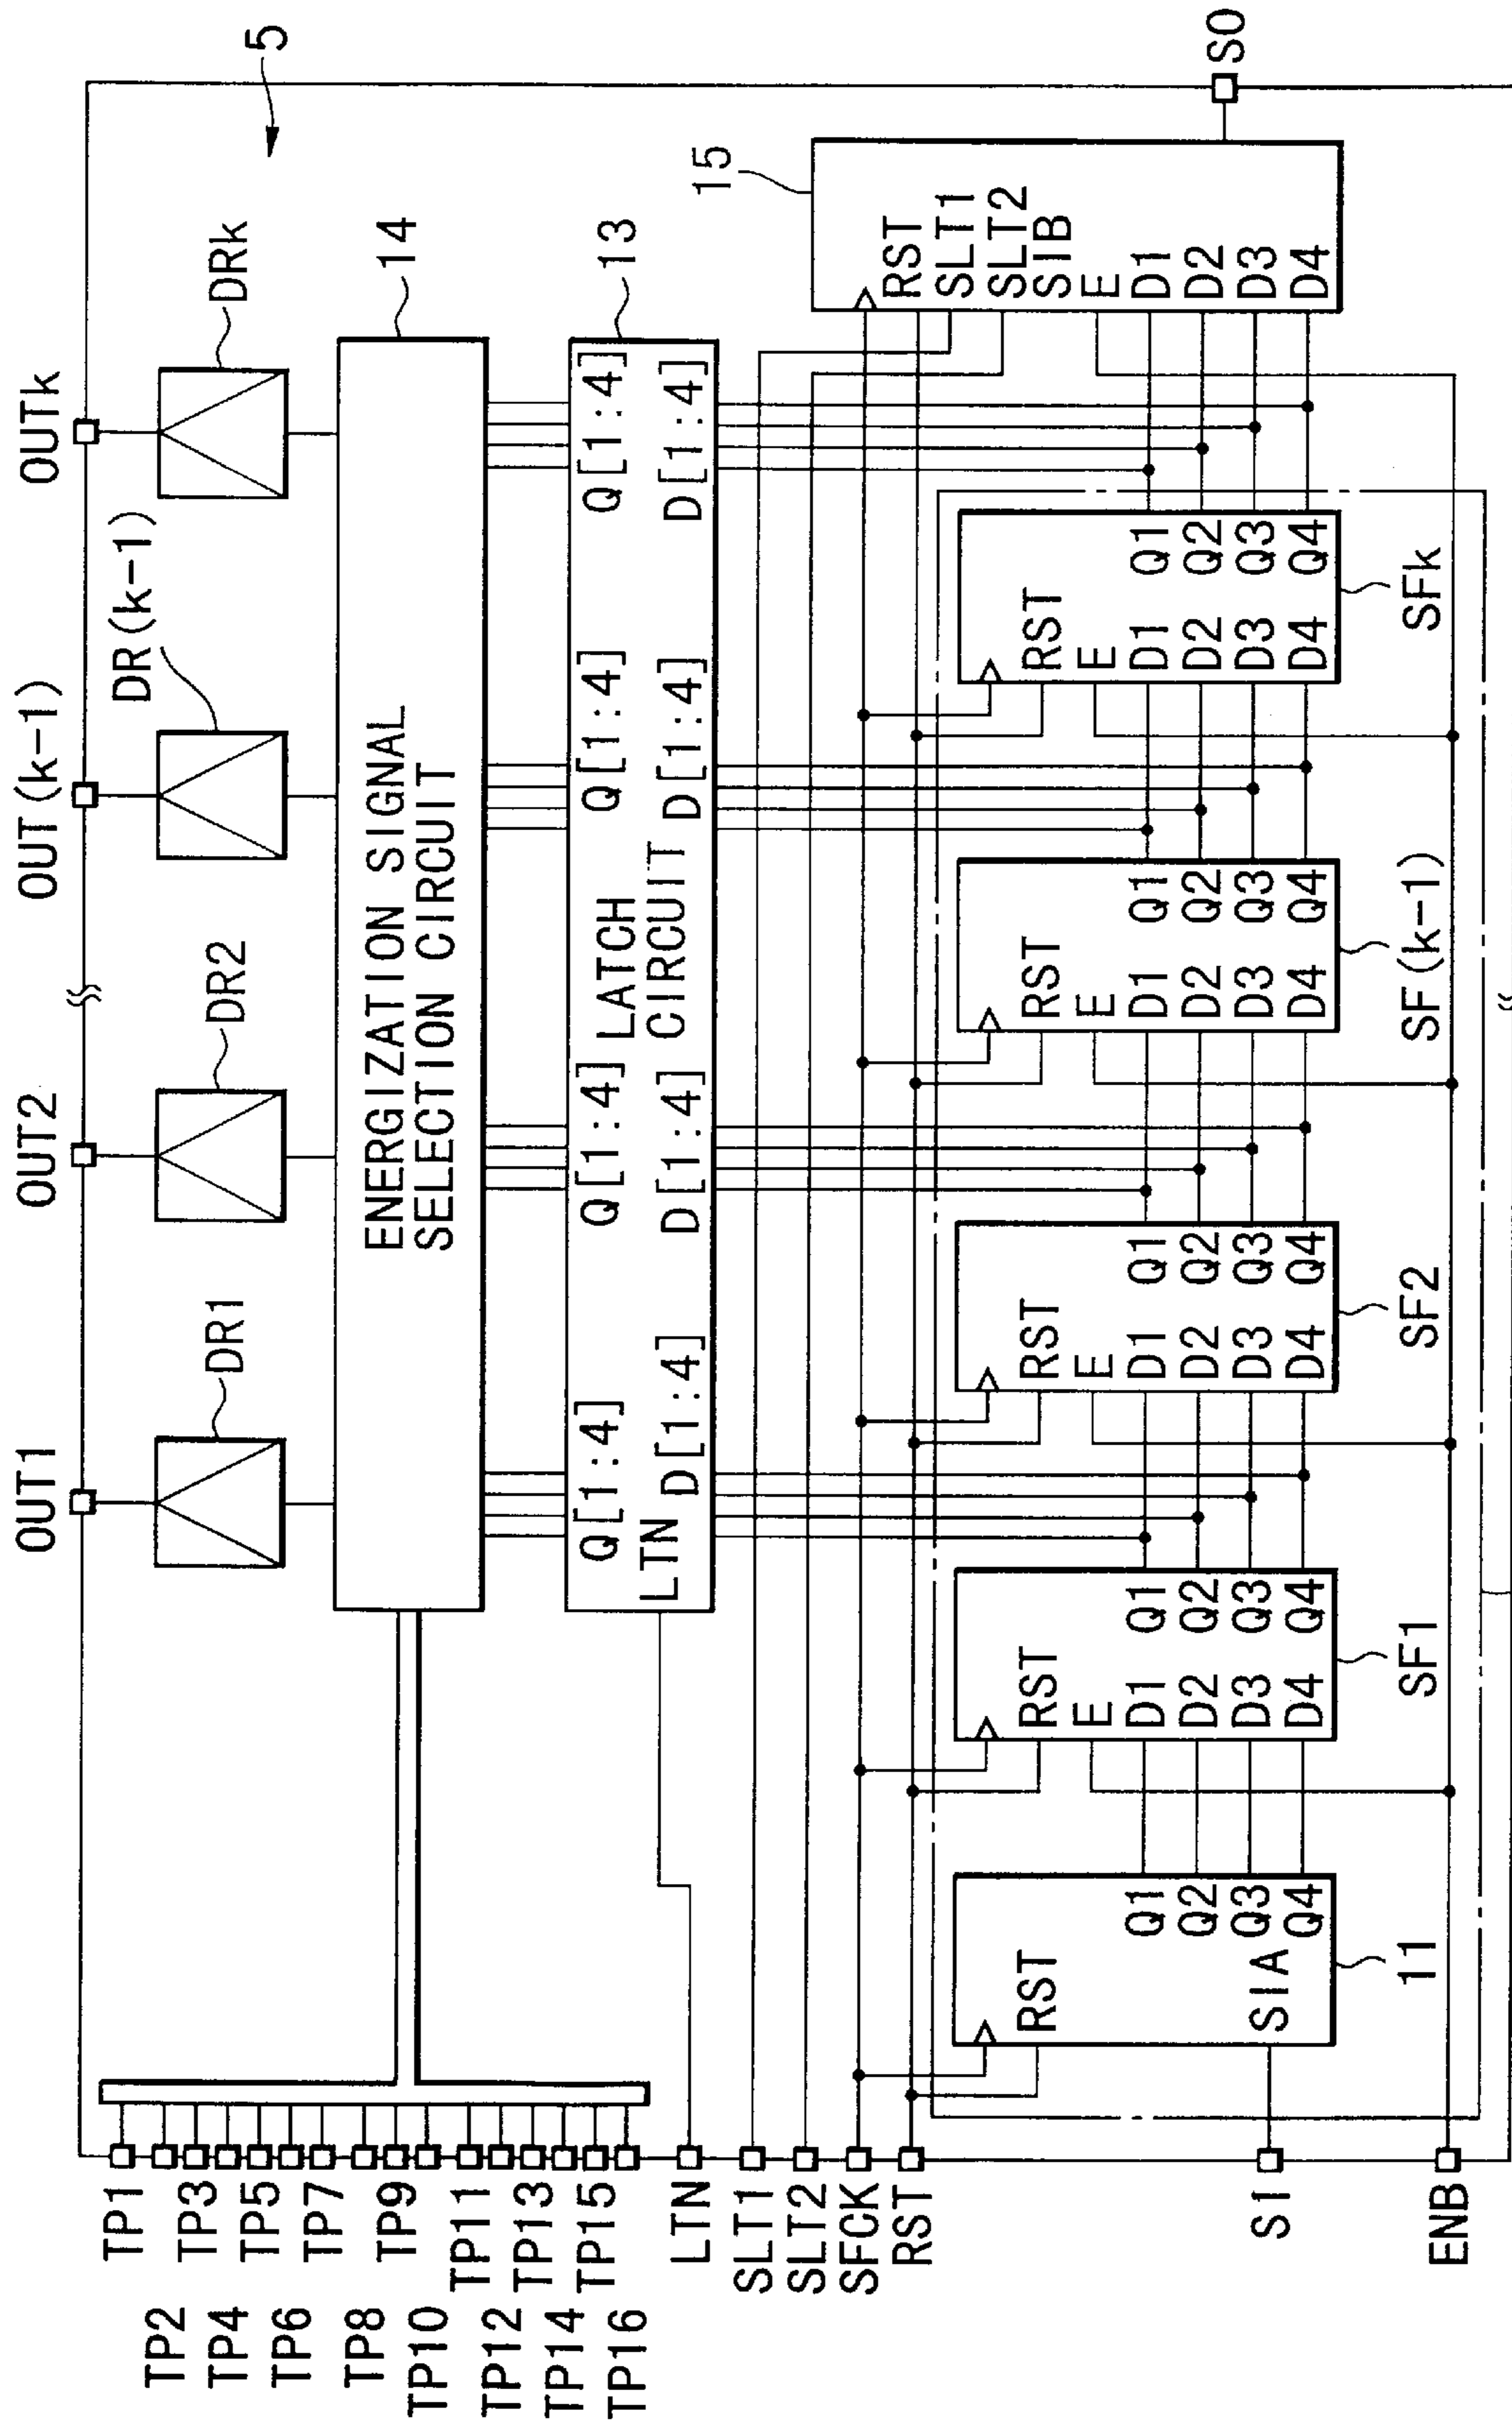 OUT1
OUT2
OUT(k-1)
OUTk
5
DR1
DR2
DR(k-1)
DRk
14
ENERGIZATION SIGNAL
SELECTION CIRCUIT
13
Q[1:4]
Q[1:4]
Q[1:4]
Q[1:4]
LATCH
CIRCUIT
LTN
D[1:4]
D[1:4]
D[1:4]
D[1:4]
TP1
TP2
TP3
TP4
TP5
TP6
TP7
TP8
TP9
TP10
TP11
TP12
TP13
TP14
TP15
TP16
LTN
SLT1
SLT2
SFCK
RST
SI
ENB
RST
SIA
Q1
Q2
Q3
Q4
11
RST
E
D1 Q1
D2 Q2
D3 Q3
D4 Q4
SF1
RST
E
D1 Q1
D2 Q2
D3 Q3
D4 Q4
SF2
RST
E
D1 Q1
D2 Q2
D3 Q3
D4 Q4
SF(k-1)
RST
E
D1 Q1
D2 Q2
D3 Q3
D4 Q4
SFk
15
RST
SLT1
SLT2
SIB
E
D1
D2
D3
D4
SO